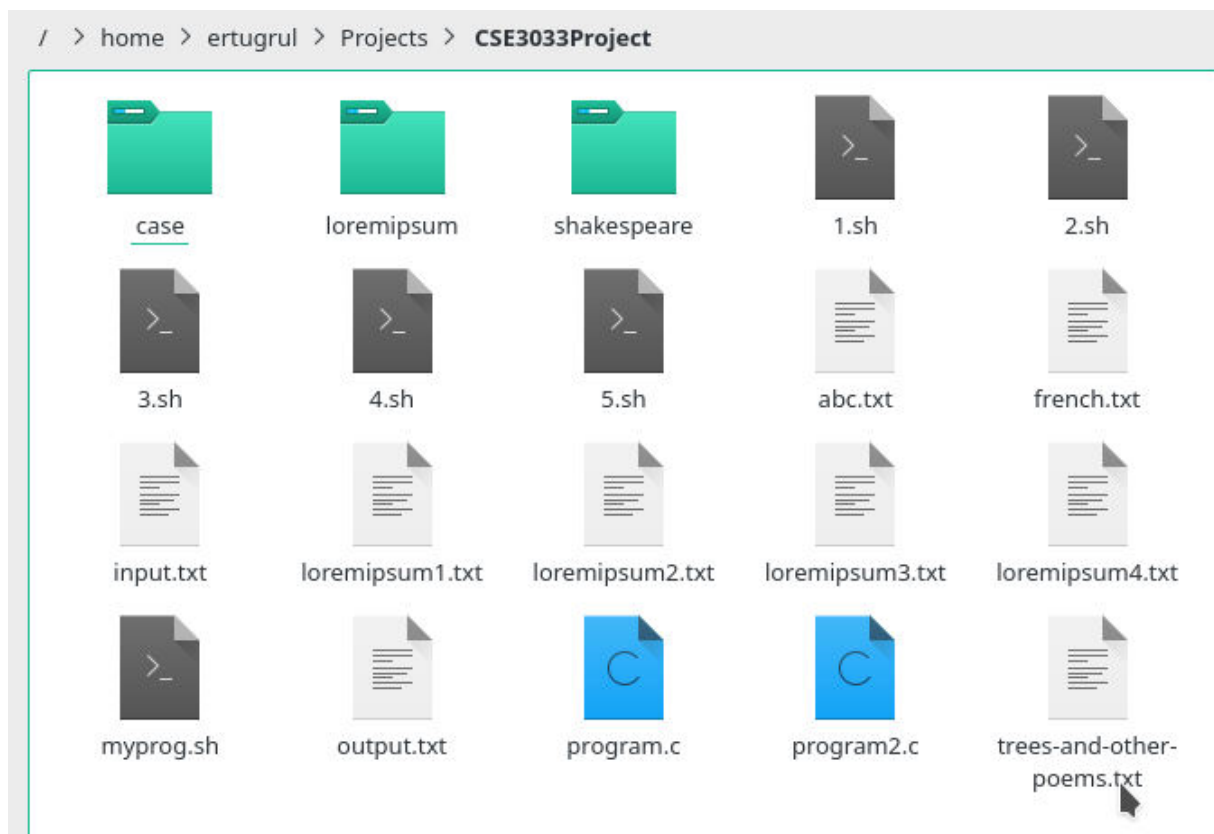 / > home > ertugrul > Projects > CSE3033Project
case loremipsum shakespeare 1.sh 2.sh
3.sh 4.sh 5.sh abc.txt french.txt
input.txt loremipsum1.txt loremipsum2.txt loremipsum3.txt loremipsum4.txt
myprog.sh output.txt program.c program2.c trees-and-other-
poems.txt